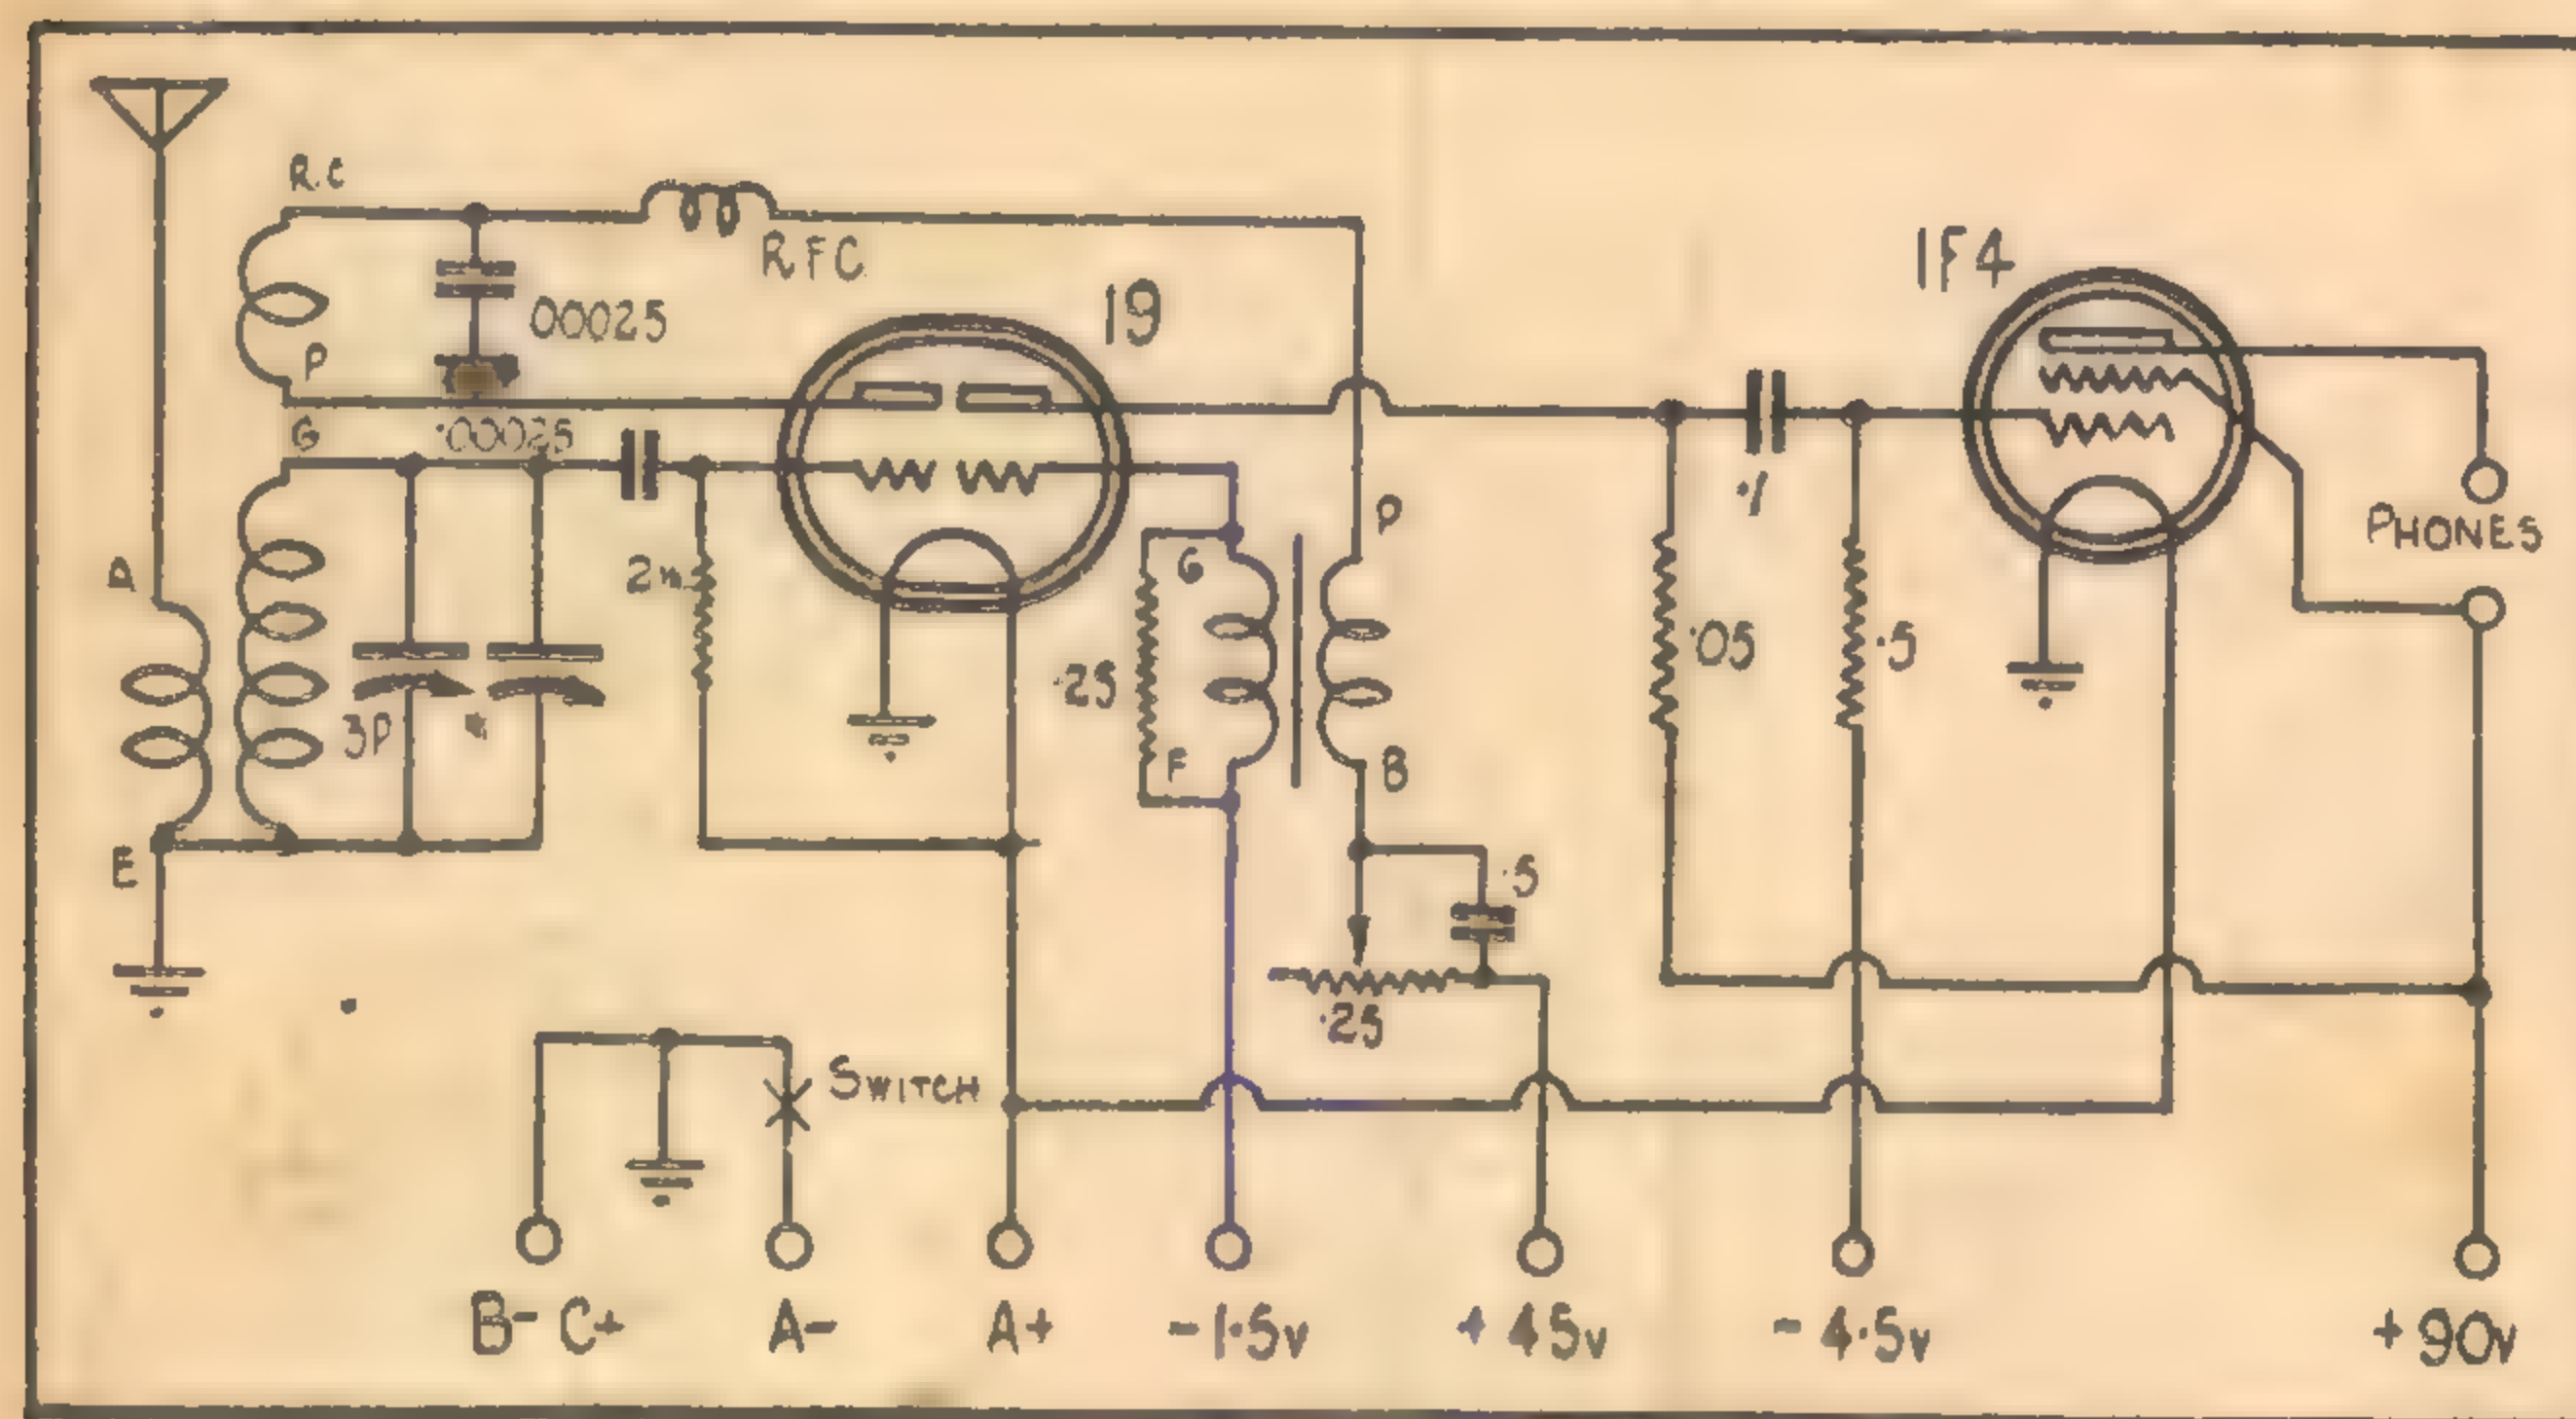 R.C
RFC
00025
19
1F4
P
G
.00025
P
PHONES
A
2m
G
.25
.05
.5
3P
F
B
E
.5
.25
SWITCH
B- C+
A-
A+
-1.5v
+ 45v
- 4.5v
+90v
.1